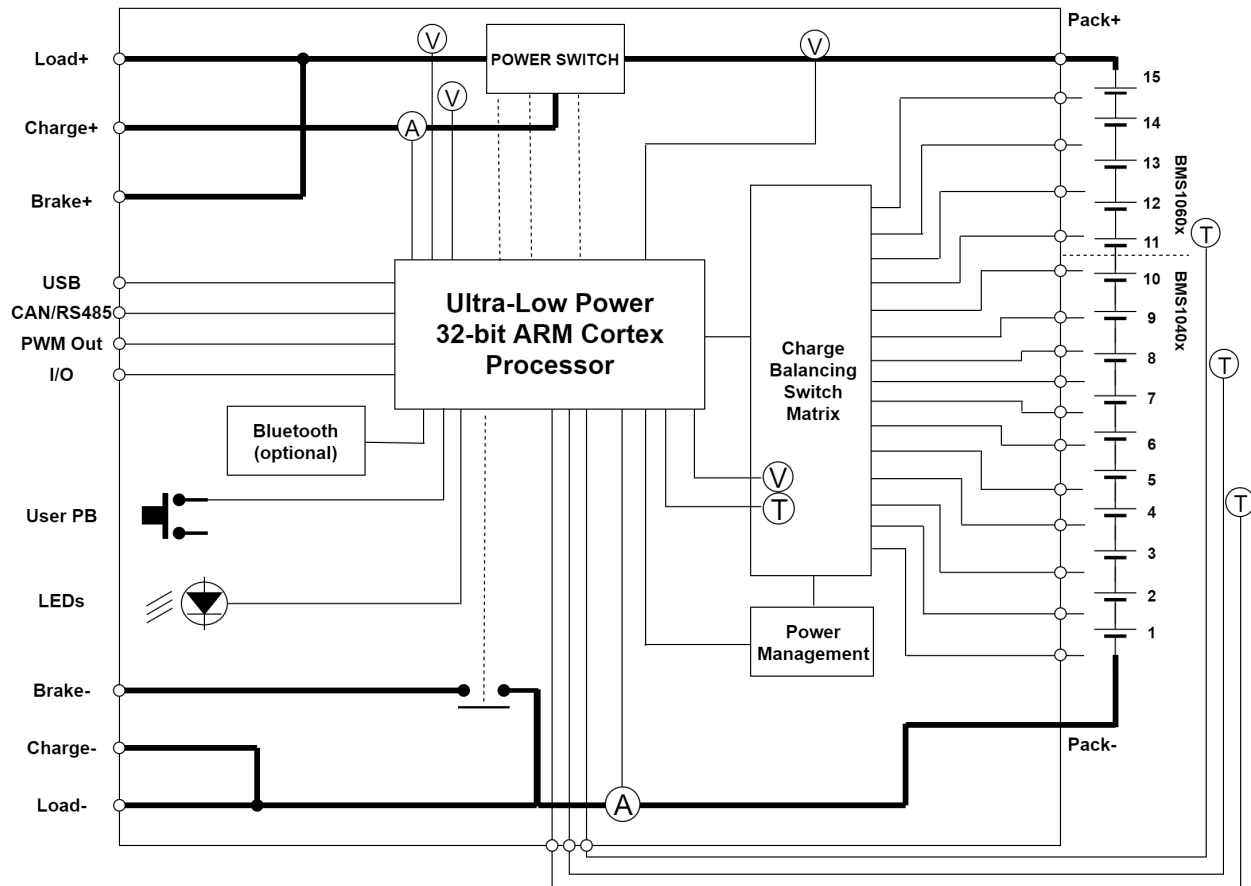 Pack+
Load+
V
POWER SWITCH
V
V
15
Charge+
A
14
13
BMS1060x
Brake+
12
T
11
USB
10
BMS1040x
CAN/RS485
9
PWM Out
8
I/O
T
7
Ultra-Low Power
32-bit ARM Cortex
Processor
Charge
Balancing
Switch
Matrix
Bluetooth
(optional)
6
V
5
T
4
T
User PB
3
LEDs
2
1
Power
Management
Brake-
Charge-
Pack-
Load-
A